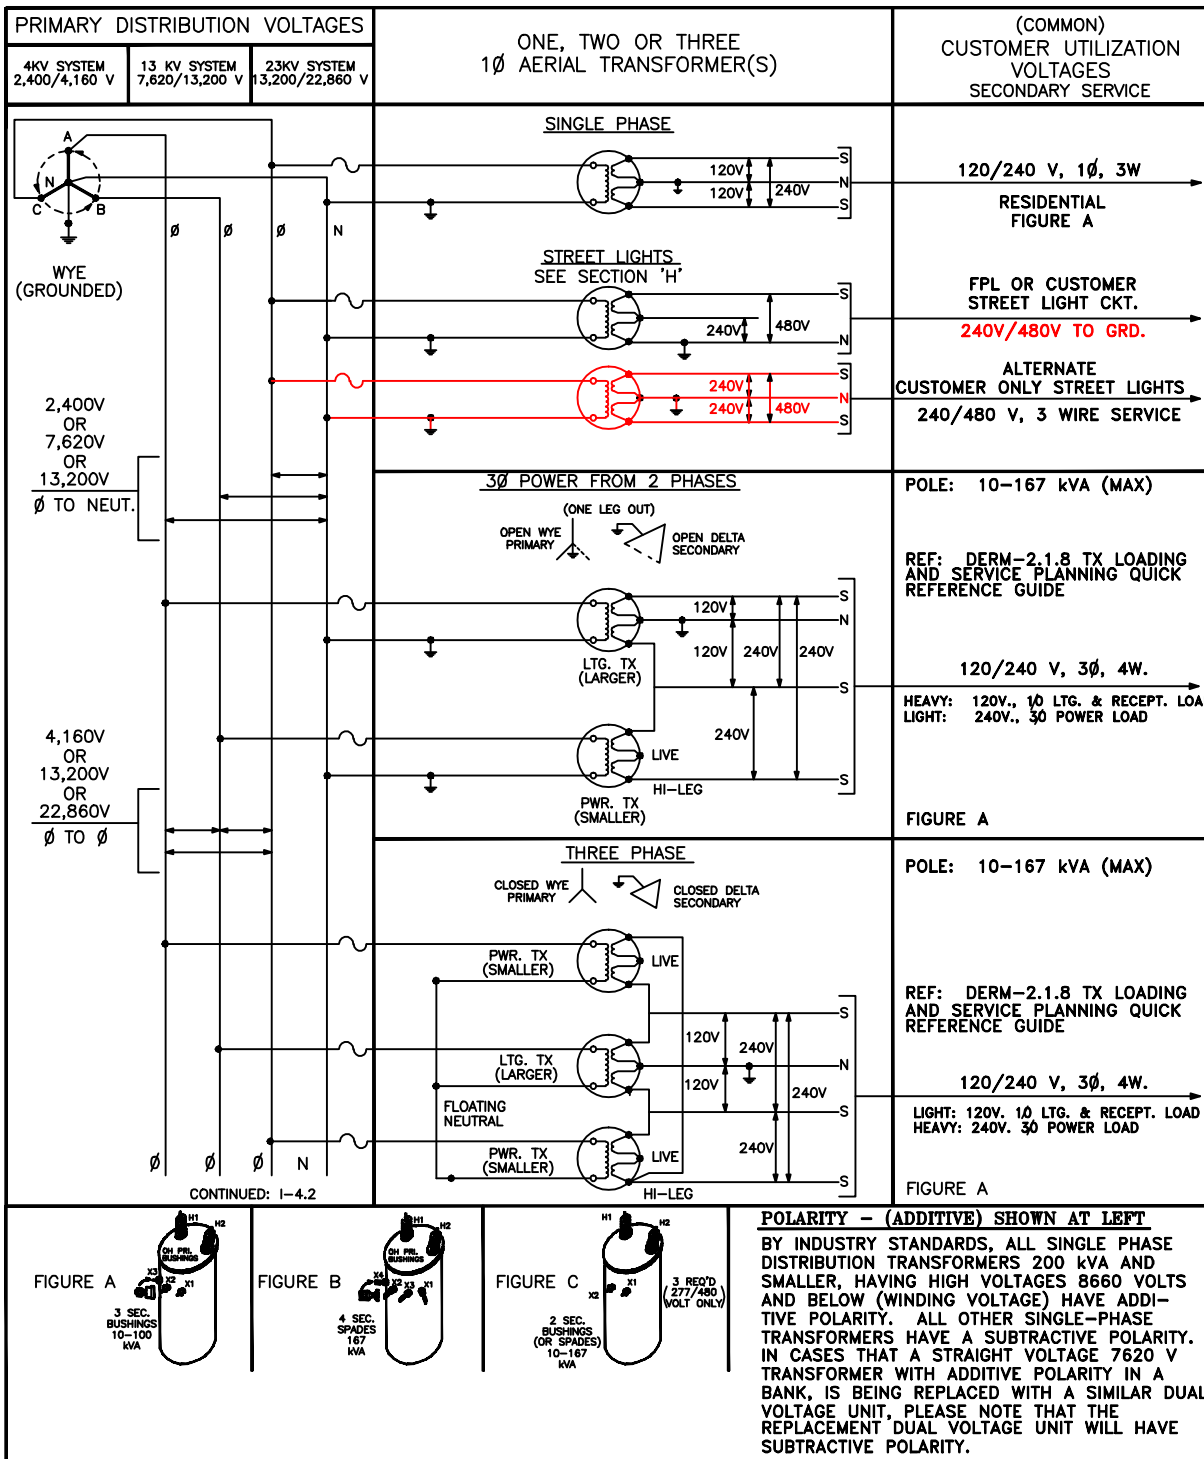 PRIMARY DISTRIBUTION VOLTAGES
4KV SYSTEM
2,400/4,160 V
13 KV SYSTEM
7,620/13,200 V
23KV SYSTEM
13,200/22,860 V
ONE, TWO OR THREE
1Ø AERIAL TRANSFORMER(S)
(COMMON)
CUSTOMER UTILIZATION
VOLTAGES
SECONDARY SERVICE
A
N
C
B
WYE
(GROUNDED)
Ø
Ø
Ø
N
2,400V
OR
7,620V
OR
13,200V
Ø TO NEUT.
4,160V
OR
13,200V
OR
22,860V
Ø TO Ø
Ø
Ø
Ø
N
CONTINUED: I-4.2
SINGLE PHASE
120V
120V
240V
S
N
S
120/240 V, 1Ø, 3W
RESIDENTIAL
FIGURE A
STREET LIGHTS
SEE SECTION 'H'
240V
480V
S
N
FPL OR CUSTOMER
STREET LIGHT CKT.
240V/480V TO GRD.
240V
240V
480V
S
N
S
ALTERNATE
CUSTOMER ONLY STREET LIGHTS
240/480 V, 3 WIRE SERVICE
3Ø POWER FROM 2 PHASES
(ONE LEG OUT)
OPEN WYE
PRIMARY
OPEN DELTA
SECONDARY
120V
120V
240V
240V
240V
S
N
S
S
LTG. TX
(LARGER)
LIVE
HI-LEG
PWR. TX
(SMALLER)
POLE: 10-167 kVA (MAX)
REF: DERM-2.1.8 TX LOADING
AND SERVICE PLANNING QUICK
REFERENCE GUIDE
120/240 V, 3Ø, 4W.
HEAVY: 120V., 1Ø LTG. & RECEPT. LOA
LIGHT: 240V., 3Ø POWER LOAD
FIGURE A
THREE PHASE
CLOSED WYE
PRIMARY
CLOSED DELTA
SECONDARY
PWR. TX
(SMALLER)
LIVE
LTG. TX
(LARGER)
FLOATING
NEUTRAL
PWR. TX
(SMALLER)
LIVE
HI-LEG
120V
120V
240V
240V
240V
S
N
S
S
POLE: 10-167 kVA (MAX)
REF: DERM-2.1.8 TX LOADING
AND SERVICE PLANNING QUICK
REFERENCE GUIDE
120/240 V, 3Ø, 4W.
LIGHT: 120V. 1Ø LTG. & RECEPT. LOAD
HEAVY: 240V. 3Ø POWER LOAD
FIGURE A
FIGURE A
H1
H2
OH PRI.
BUSHINGS
X3
X2
X1
3 SEC.
BUSHINGS
10-100
kVA
FIGURE B
H1
H2
OH PRI.
BUSHINGS
X4
X2
X3
X1
4 SEC.
SPADES
167
kVA
FIGURE C
H1
H2
X1
X2
2 SEC.
BUSHINGS
(OR SPADES)
10-167
kVA
3 REQ'D
(277/480
VOLT ONLY)
POLARITY - (ADDITIVE) SHOWN AT LEFT
BY INDUSTRY STANDARDS, ALL SINGLE PHASE
DISTRIBUTION TRANSFORMERS 200 kVA AND
SMALLER, HAVING HIGH VOLTAGES 8660 VOLTS
AND BELOW (WINDING VOLTAGE) HAVE ADDI-
TIVE POLARITY. ALL OTHER SINGLE-PHASE
TRANSFORMERS HAVE A SUBTRACTIVE POLARITY.
IN CASES THAT A STRAIGHT VOLTAGE 7620 V
TRANSFORMER WITH ADDITIVE POLARITY IN A
BANK, IS BEING REPLACED WITH A SIMILAR DUAL
VOLTAGE UNIT, PLEASE NOTE THAT THE
REPLACEMENT DUAL VOLTAGE UNIT WILL HAVE
SUBTRACTIVE POLARITY.